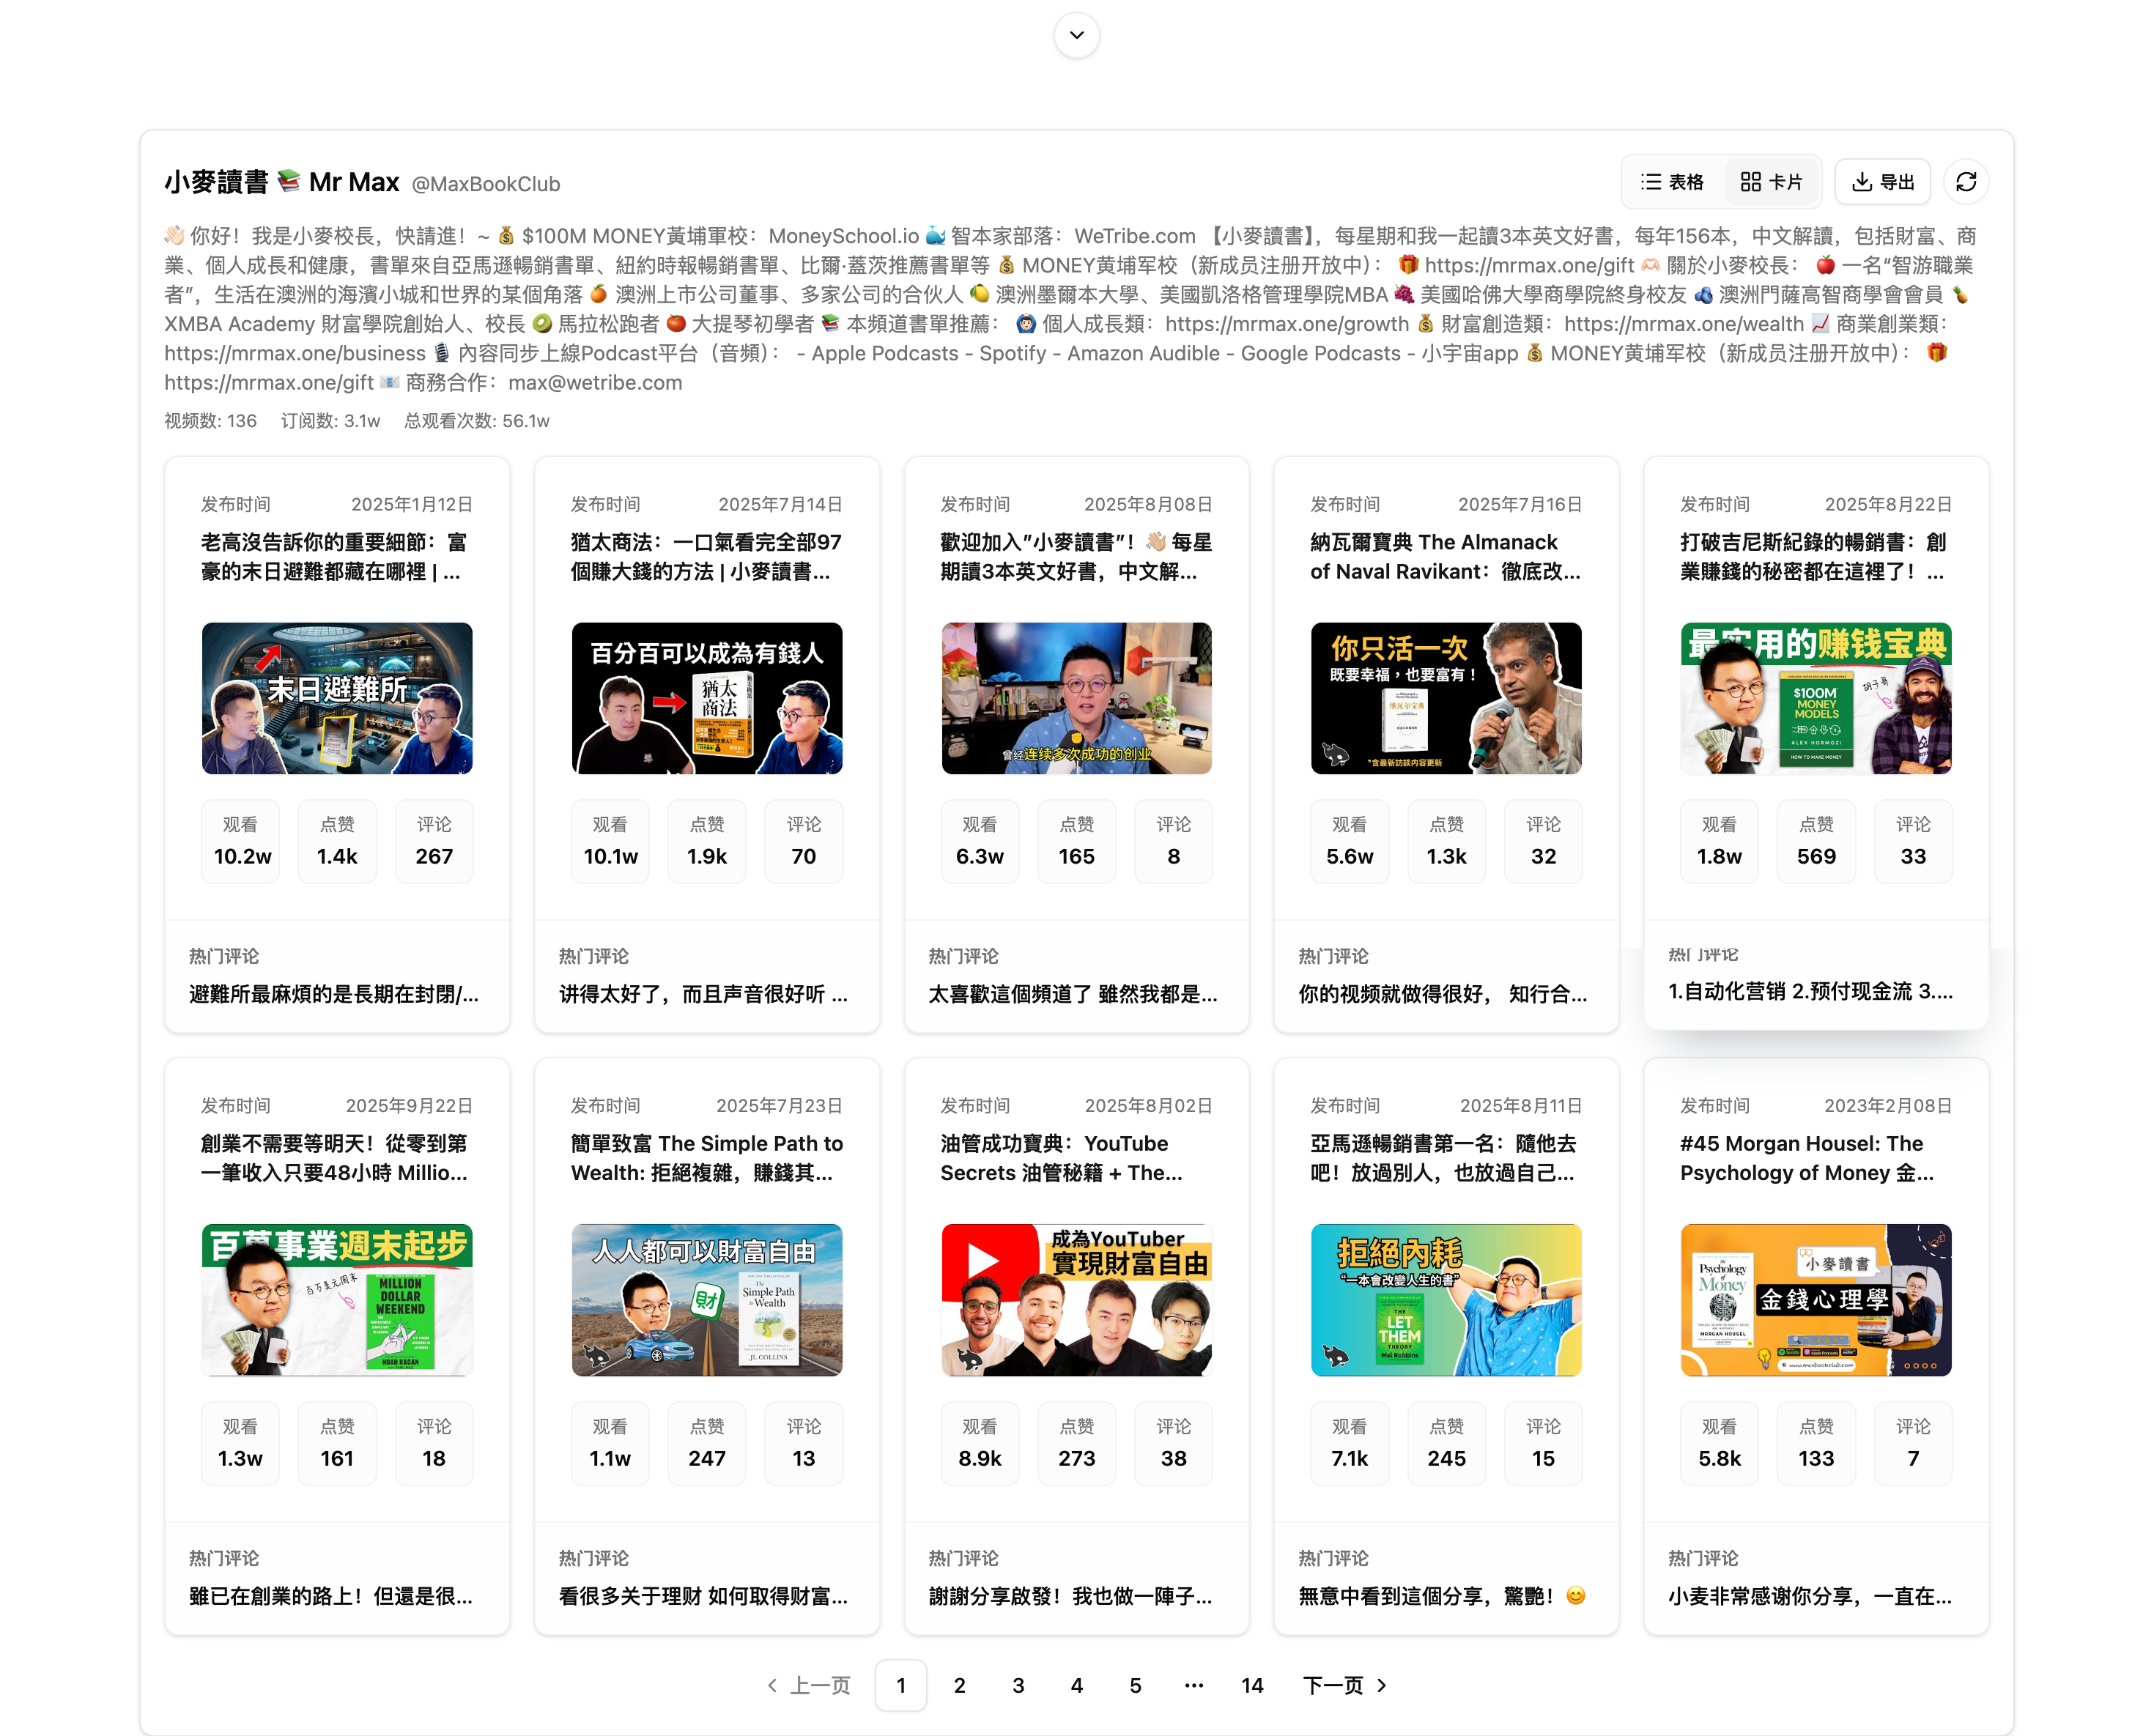 小麥讀書 📚 Mr Max @MaxBookClub
表格
卡片
导出
👋🏻 你好！我是小麥校長，快請進！~ 💰 $100M MONEY黃埔軍校：MoneySchool.io 🐳 智本家部落：WeTribe.com 【小麥讀書】，每星期和我一起讀3本英文好書，每年156本，中文解讀，包括財富、商
業、個人成長和健康，書單來自亞馬遜暢銷書單、紐約時報暢銷書單、比爾·蓋茨推薦書單等 💰 MONEY黄埔军校（新成员注册开放中）： 🎁 https://mrmax.one/gift 🫶🏻 關於小麥校長： 🍎 一名“智游職業
者”，生活在澳洲的海濱小城和世界的某個角落 🍊 澳洲上市公司董事、多家公司的合伙人 🍋 澳洲墨爾本大學、美國凱洛格管理學院MBA 🍇 美國哈佛大學商學院終身校友 🫐 澳洲門薩高智商學會會員 🍍
XMBA Academy 財富學院創始人、校長 🥝 馬拉松跑者 🍅 大提琴初學者 📚 本頻道書單推薦： 🙆🏻‍♂️ 個人成長類：https://mrmax.one/growth 💰 財富創造類：https://mrmax.one/wealth 📈 商業創業類：
https://mrmax.one/business 🎙️ 內容同步上線Podcast平台（音頻）： - Apple Podcasts - Spotify - Amazon Audible - Google Podcasts - 小宇宙app 💰 MONEY黄埔军校（新成员注册开放中）： 🎁
https://mrmax.one/gift 📧 商務合作：max@wetribe.com
视频数: 136 订阅数: 3.1w 总观看次数: 56.1w
发布时间 2025年1月12日
老高沒告訴你的重要細節：富
豪的末日避難都藏在哪裡 | ...
末日避難所
观看 点赞 评论
10.2w 1.4k 267
热门评论
避難所最麻煩的是長期在封閉/...
发布时间 2025年7月14日
猶太商法：一口氣看完全部97
個賺大錢的方法 | 小麥讀書...
百分百可以成為有錢人
猶太
商法
观看 点赞 评论
10.1w 1.9k 70
热门评论
讲得太好了，而且声音很好听 ...
发布时间 2025年8月08日
歡迎加入”小麥讀書”！👋🏼 每星
期讀3本英文好書，中文解...
曾经连续多次成功的创业
观看 点赞 评论
6.3w 165 8
热门评论
太喜歡這個頻道了 雖然我都是...
发布时间 2025年7月16日
納瓦爾寶典 The Almanack
of Naval Ravikant：徹底改...
你只活一次
既要幸福，也要富有！
纳瓦尔宝典
*含最新訪談內容更新
观看 点赞 评论
5.6w 1.3k 32
热门评论
你的视频就做得很好， 知行合...
发布时间 2025年8月22日
打破吉尼斯紀錄的暢銷書：創
業賺錢的秘密都在這裡了！...
最实用的赚钱宝典
胡子哥
$100M
MONEY
MODELS
ALEX HORMOZI
HOW TO MAKE MONEY
观看 点赞 评论
1.8w 569 33
热门评论
1.自动化营销 2.预付现金流 3....
发布时间 2025年9月22日
創業不需要等明天！從零到第
一筆收入只要48小時 Millio...
百萬事業週末起步
百万美元周末
MILLION
DOLLAR
WEEKEND
NOAH KAGAN
观看 点赞 评论
1.3w 161 18
热门评论
雖已在創業的路上！但還是很...
发布时间 2025年7月23日
簡單致富 The Simple Path to
Wealth: 拒絕複雜，賺錢其...
人人都可以財富自由
財
The
Simple Path
to Wealth
JL COLLINS
观看 点赞 评论
1.1w 247 13
热门评论
看很多关于理财 如何取得财富...
发布时间 2025年8月02日
油管成功寶典：YouTube
Secrets 油管秘籍 + The...
成為YouTuber
實現財富自由
观看 点赞 评论
8.9k 273 38
热门评论
謝謝分享啟發！我也做一陣子...
发布时间 2025年8月11日
亞馬遜暢銷書第一名：隨他去
吧！放過別人，也放過自己...
拒絕內耗
“一本會改變人生的書”
THE
LET
THEM
THEORY
Mel Robbins
观看 点赞 评论
7.1k 245 15
热门评论
無意中看到這個分享，驚艷！😊
发布时间 2023年2月08日
#45 Morgan Housel: The
Psychology of Money 金...
The
Psychology
of Money
MORGAN HOUSEL
小麥讀書
金錢心理學
www.maxbookclub.com
观看 点赞 评论
5.8k 133 7
热门评论
小麦非常感谢你分享，一直在...
上一页 1 2 3 4 5 ··· 14 下一页